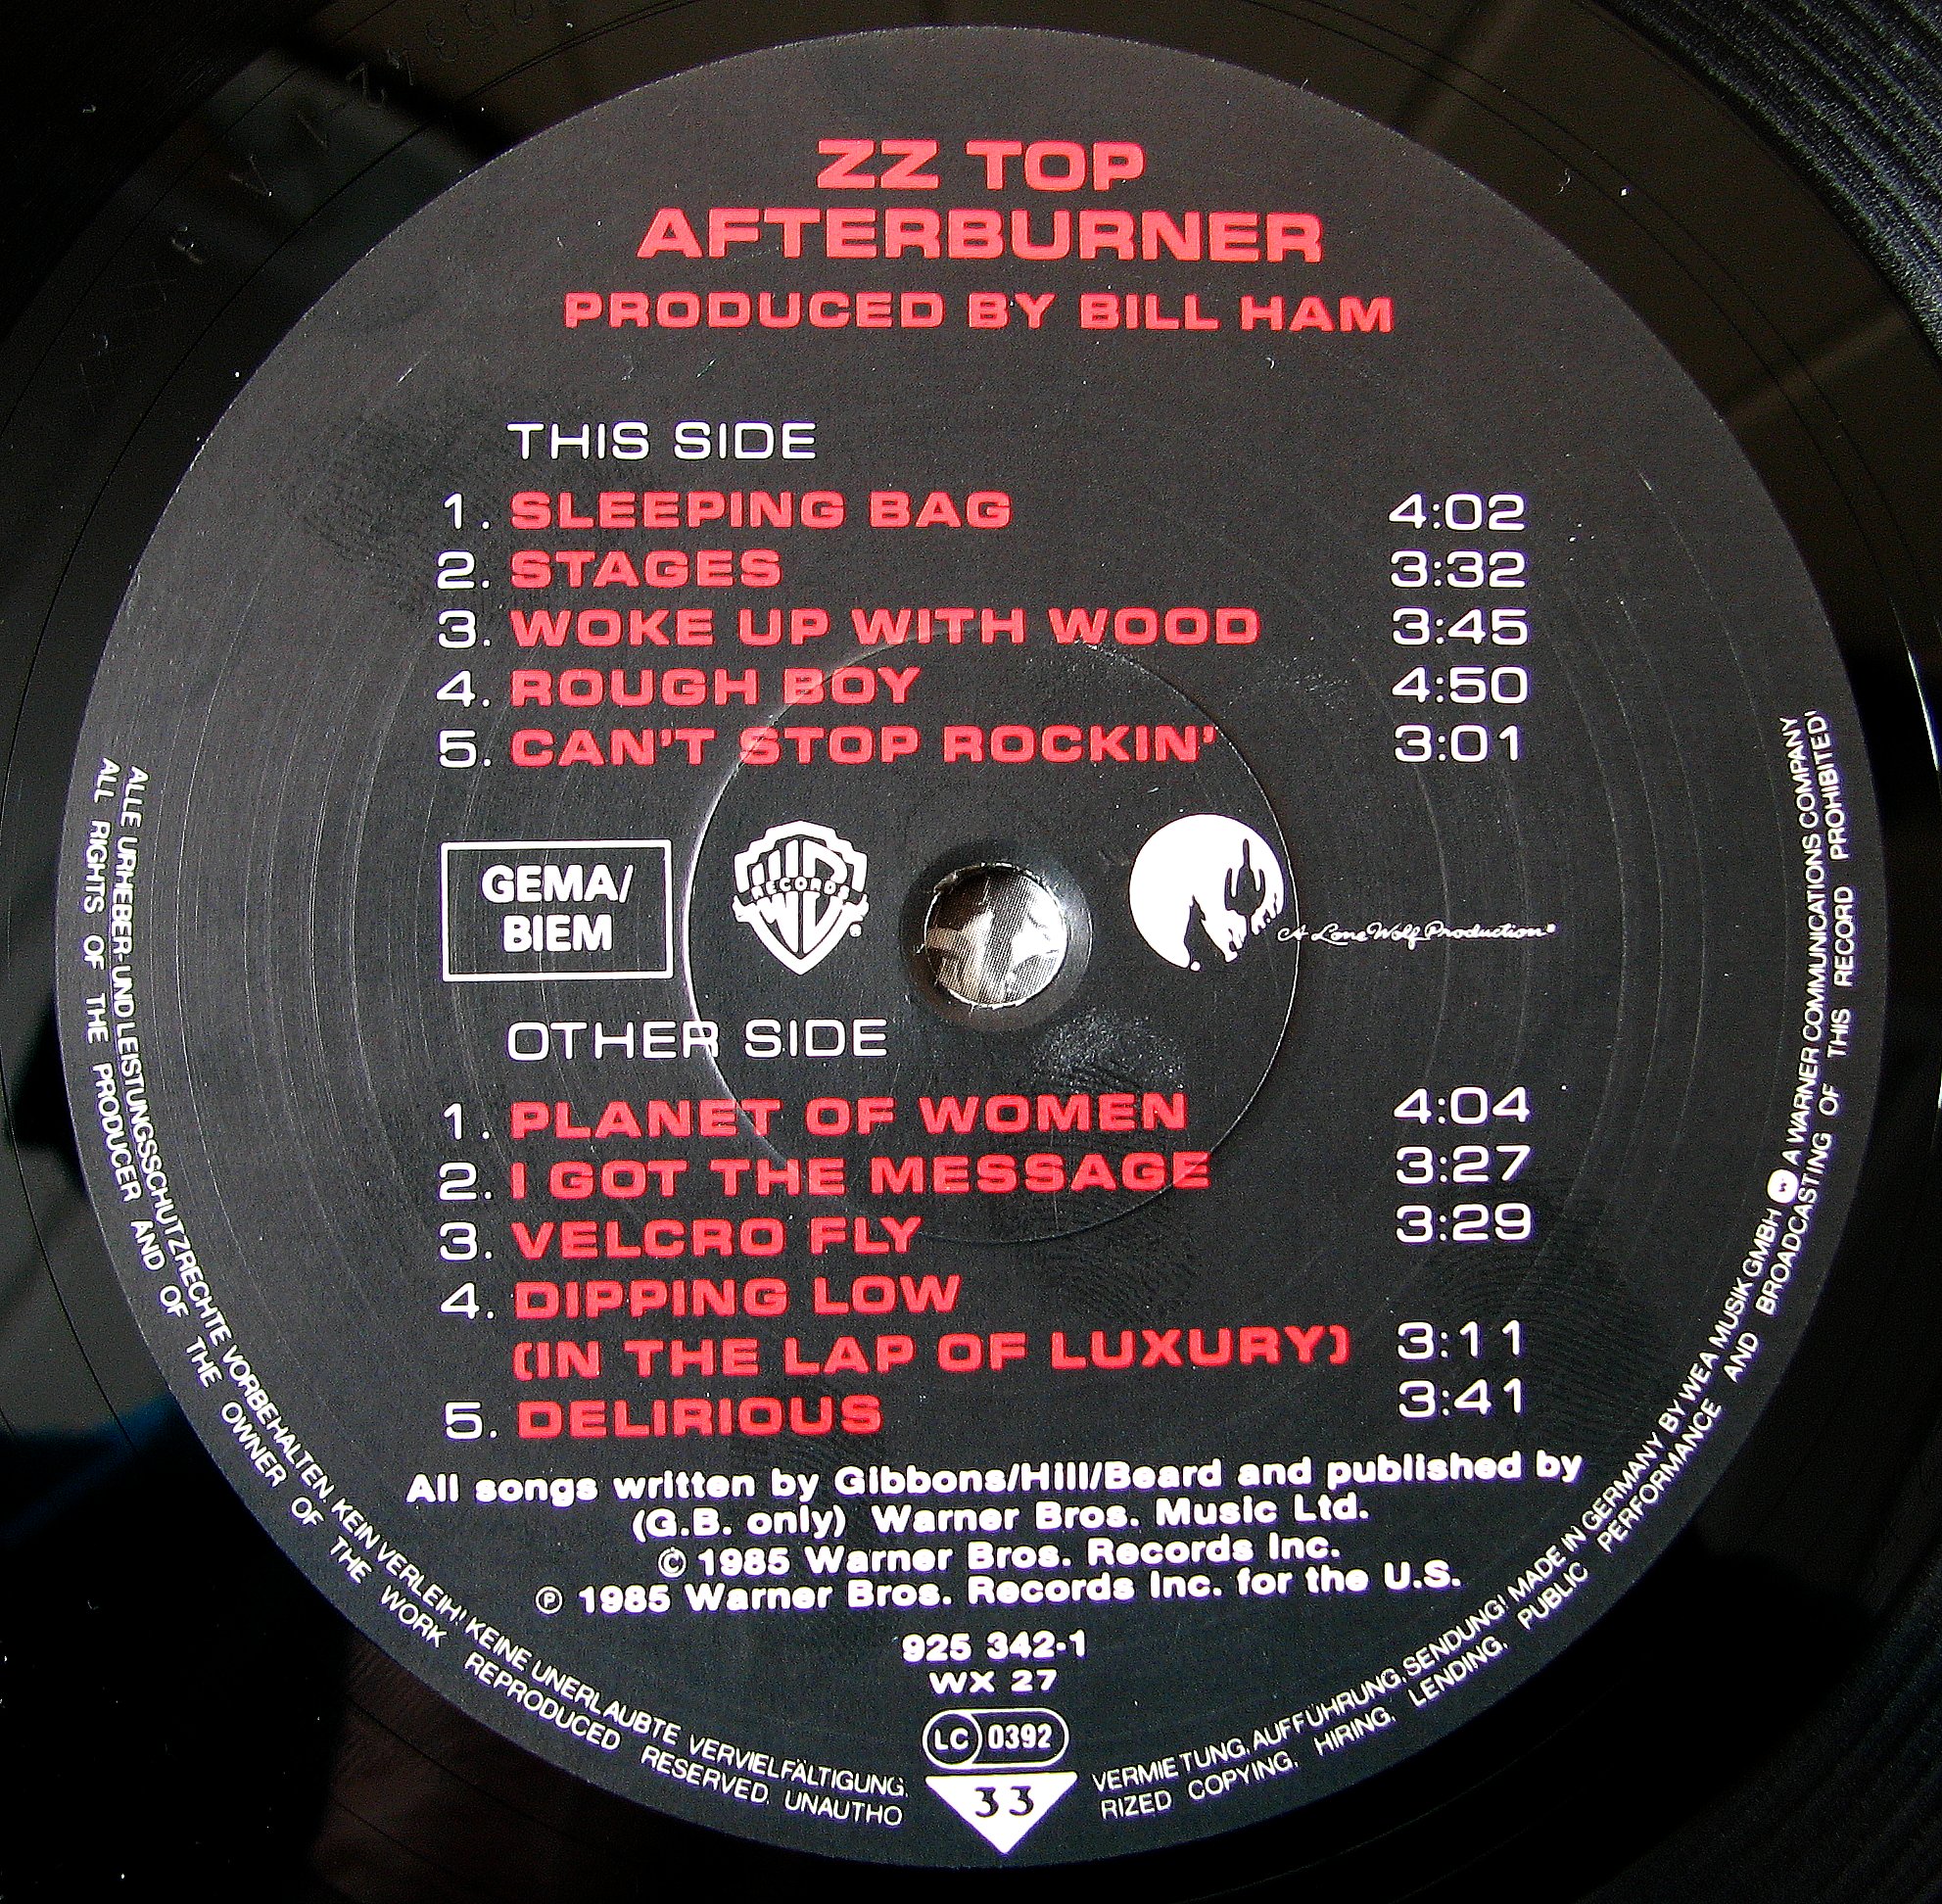 ZZ TOP
AFTERBURNER
PRODUCED BY BILL HAM
THIS SIDE
1. SLEEPING BAG 4:02
2. STAGES 3:32
3. WOKE UP WITH WOOD 3:45
4. ROUGH BOY 4:50
5. CAN'T STOP ROCKIN' 3:01
GEMA/
BIEM
RECORDS
A Lone Wolf Production
OTHER SIDE
1. PLANET OF WOMEN 4:04
2. I GOT THE MESSAGE 3:27
3. VELCRO FLY 3:29
4. DIPPING LOW
(IN THE LAP OF LUXURY) 3:11
5. DELIRIOUS 3:41
All songs written by Gibbons/Hill/Beard and published by
(G.B. only) Warner Bros. Music Ltd.
© 1985 Warner Bros. Records Inc.
℗ 1985 Warner Bros. Records Inc. for the U.S.
925 342-1
WX 27
LC 0392
33
ALLE URHEBER-UND LEISTUNGSSCHUTZRECHTE VORBEHALTEN. KEIN VERLEIH! KEINE UNERLAUBTE VERVIELFÄLTIGUNG, VERMIETUNG, AUFFÜHRUNG, SENDUNG! MADE IN GERMANY BY WEA MUSIK GMBH A WARNER COMMUNICATIONS COMPANY
ALL RIGHTS OF THE PRODUCER AND OF THE OWNER OF THE WORK REPRODUCED RESERVED. UNAUTHORIZED COPYING, HIRING, LENDING, PUBLIC PERFORMANCE AND BROADCASTING OF THIS RECORD PROHIBITED!